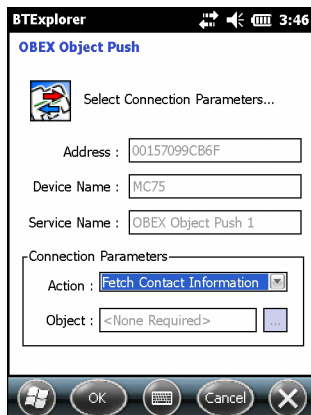 BTExplorer 3:46
OBEX Object Push
Select Connection Parameters...
Address : 00157099CB6F
Device Name : MC75
Service Name : OBEX Object Push 1
Connection Parameters
Action : Fetch Contact Information
Object : <None Required> ...
OK Cancel